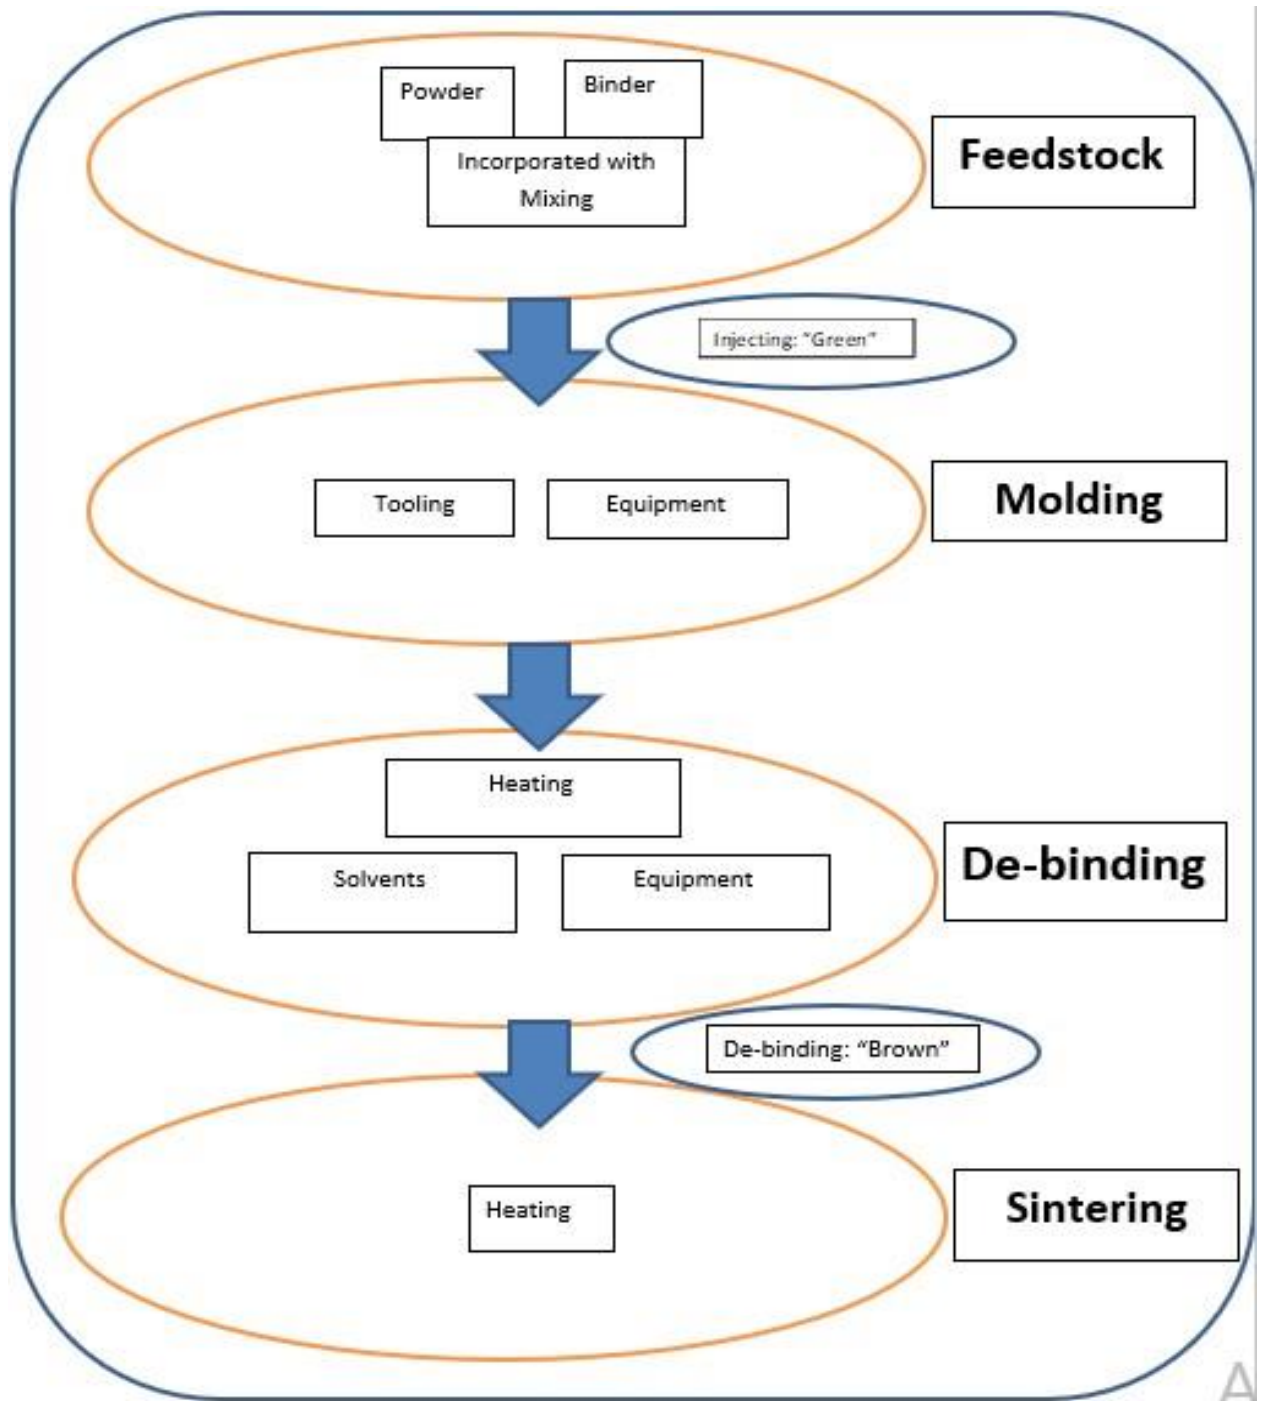 Powder
Binder
Incorporated with
Mixing
Feedstock
Injecting: “Green”
Tooling
Equipment
Molding
Heating
Solvents
Equipment
De-binding
De-binding: “Brown”
Heating
Sintering
A